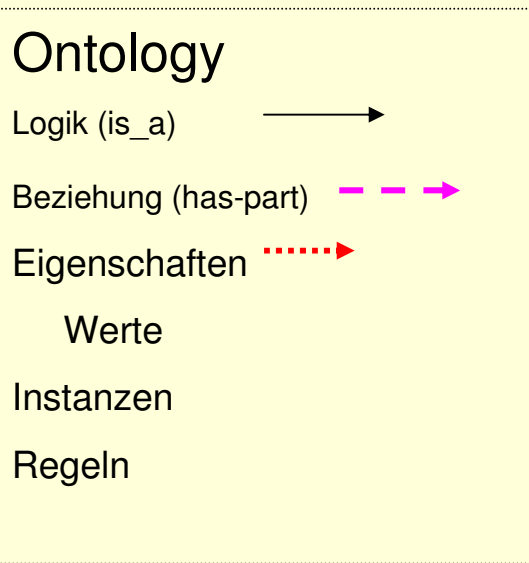 Ontology
Logik (is_a)
Beziehung (has-part)
Eigenschaften
Werte
Instanzen
Regeln